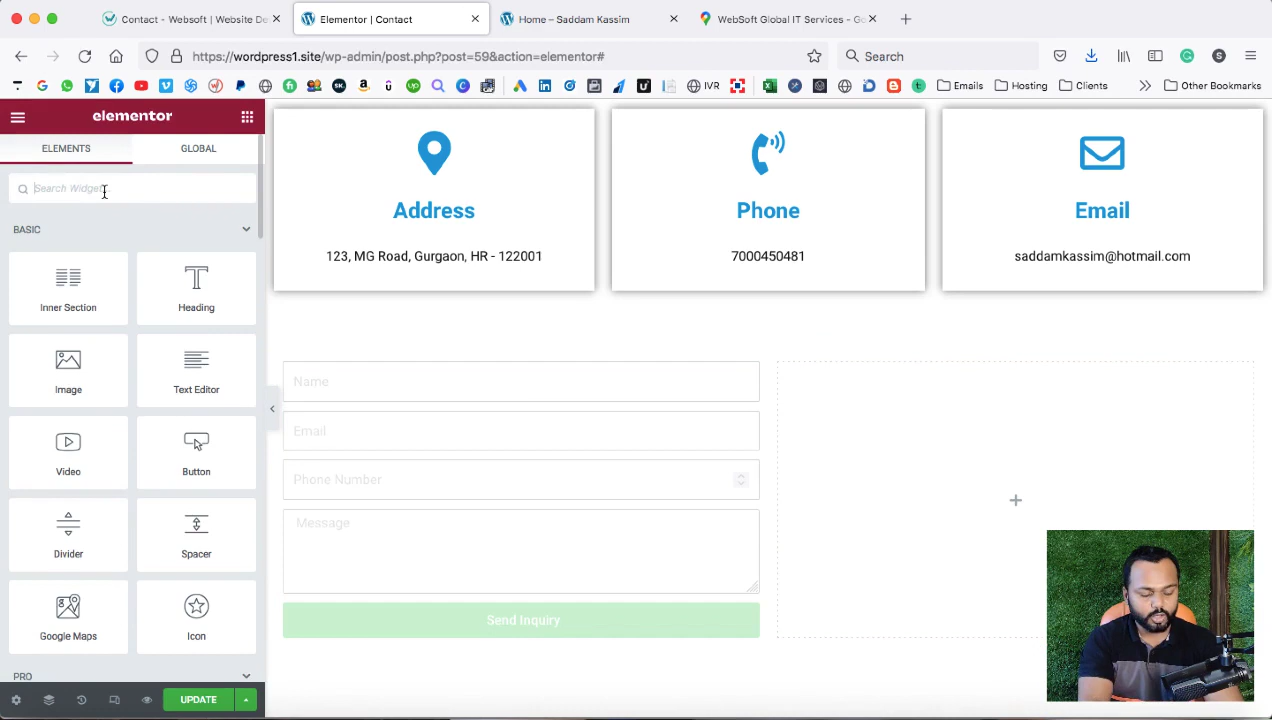 Contact - Websoft | Website De
Elementor | Contact
Home – Saddam Kassim
WebSoft Global IT Services - Go
https://wordpress1.site/wp-admin/post.php?post=59&action=elementor#
Search
IVR
Emails
Hosting
Clients
Other Bookmarks
elementor
ELEMENTS
GLOBAL
Search Widget...
BASIC
Inner Section
Heading
Image
Text Editor
Video
Button
Divider
Spacer
Google Maps
Icon
PRO
UPDATE
Address
123, MG Road, Gurgaon, HR - 122001
Phone
7000450481
Email
saddamkassim@hotmail.com
Name
Email
Phone Number
Message
Send Inquiry